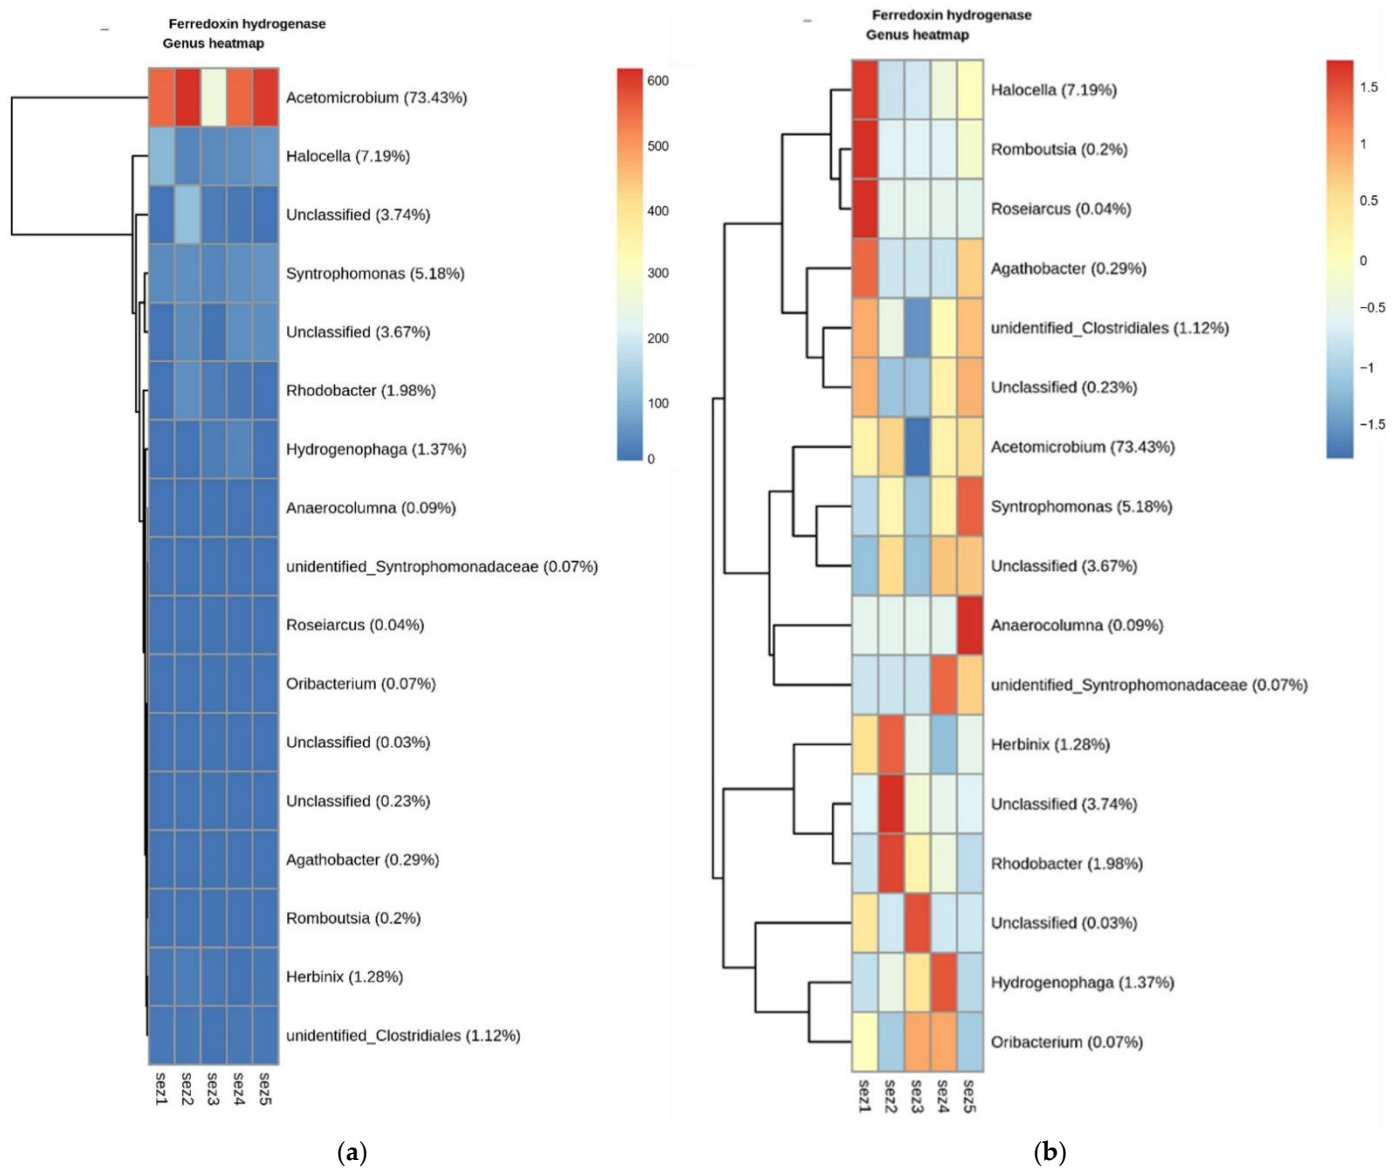 Ferredoxin hydrogenase
Genus heatmap
Acetomicrobium (73.43%)
Halocella (7.19%)
Unclassified (3.74%)
Syntrophomonas (5.18%)
Unclassified (3.67%)
Rhodobacter (1.98%)
Hydrogenophaga (1.37%)
Anaerocolumna (0.09%)
unidentified_Syntrophomonadaceae (0.07%)
Roseiarcus (0.04%)
Oribacterium (0.07%)
Unclassified (0.03%)
Unclassified (0.23%)
Agathobacter (0.29%)
Romboutsia (0.2%)
Herbinix (1.28%)
unidentified_Clostridiales (1.12%)
sez1
sez2
sez3
sez4
sez5
600
500
400
300
200
100
0
(a)
Ferredoxin hydrogenase
Genus heatmap
Halocella (7.19%)
Romboutsia (0.2%)
Roseiarcus (0.04%)
Agathobacter (0.29%)
unidentified_Clostridiales (1.12%)
Unclassified (0.23%)
Acetomicrobium (73.43%)
Syntrophomonas (5.18%)
Unclassified (3.67%)
Anaerocolumna (0.09%)
unidentified_Syntrophomonadaceae (0.07%)
Herbinix (1.28%)
Unclassified (3.74%)
Rhodobacter (1.98%)
Unclassified (0.03%)
Hydrogenophaga (1.37%)
Oribacterium (0.07%)
sez1
sez2
sez3
sez4
sez5
1.5
1
0.5
0
−0.5
−1
−1.5
(b)